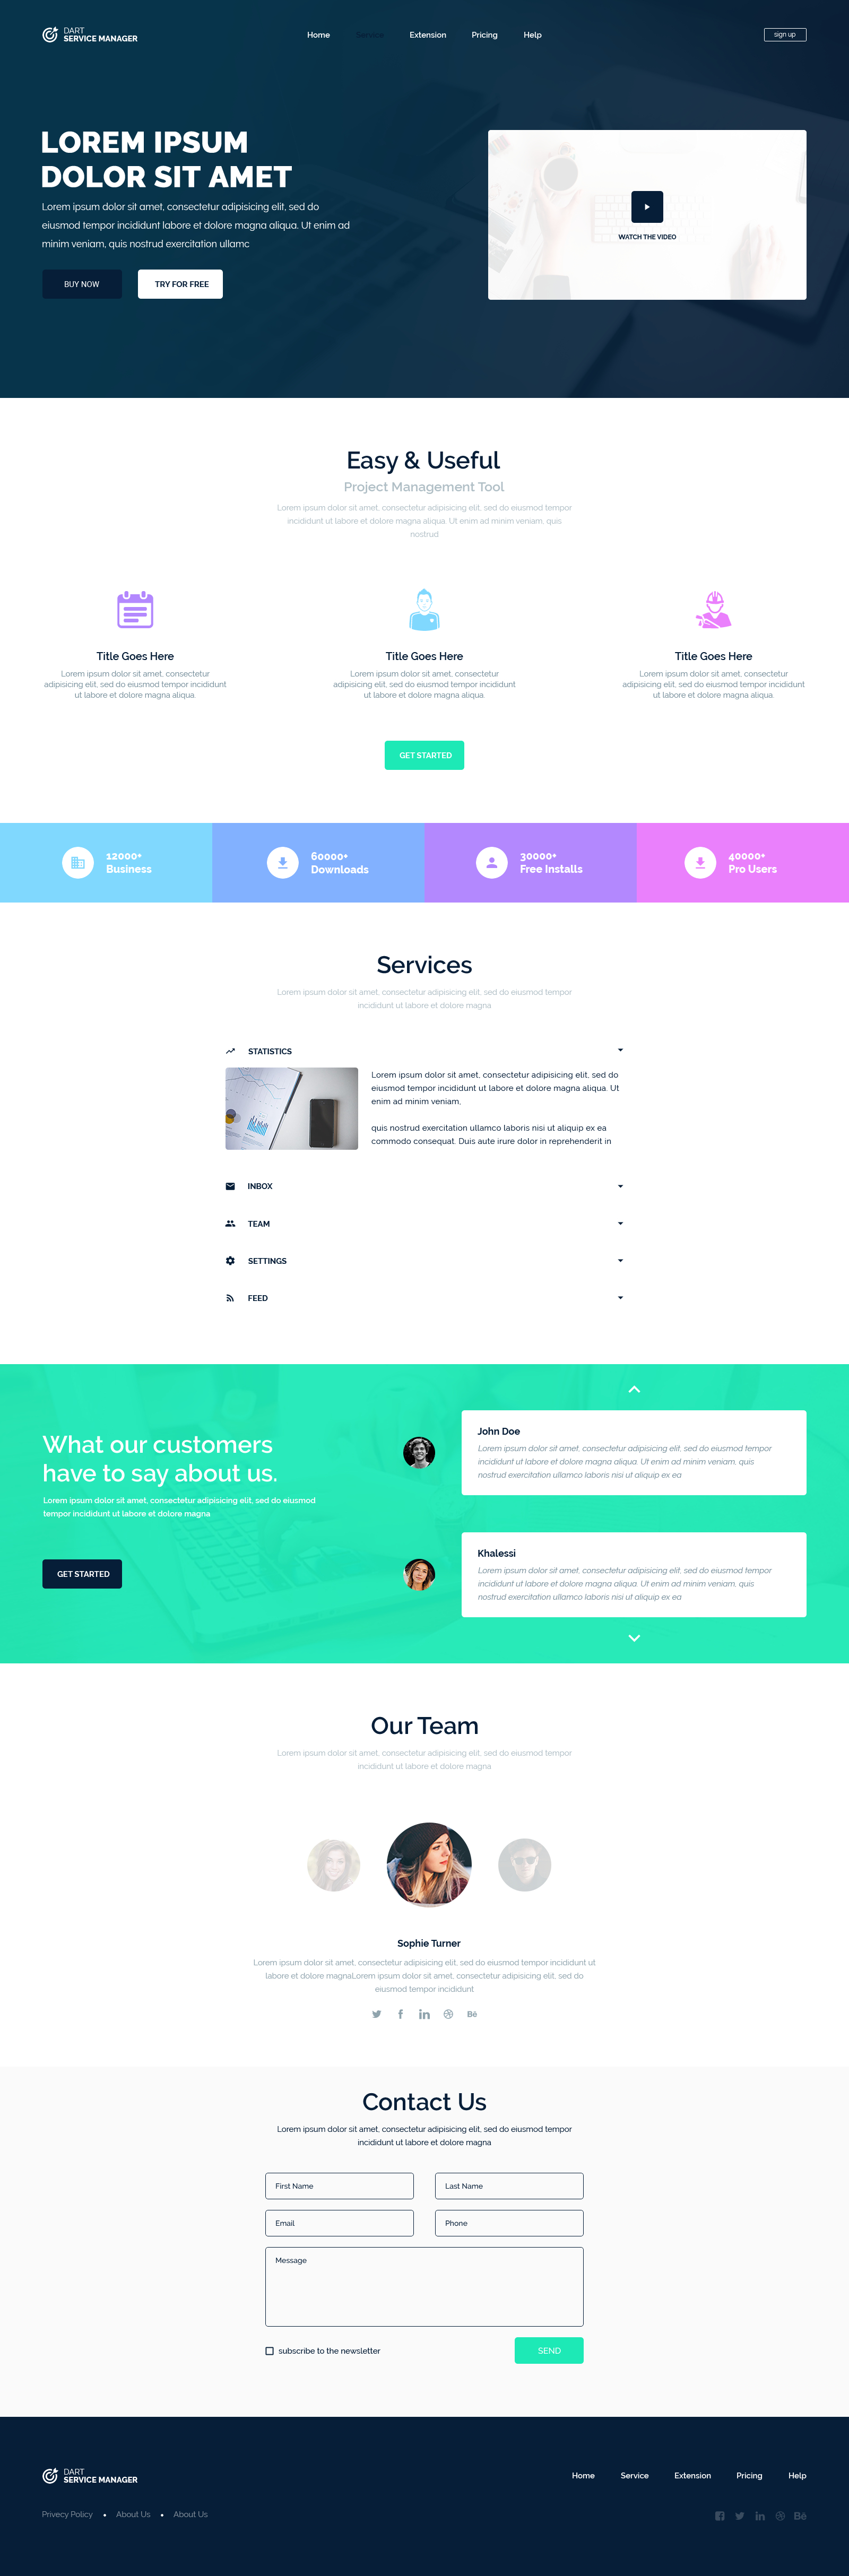 DART
SERVICE MANAGER
Home Service Extension Pricing Help
sign up
LOREM IPSUM
DOLOR SIT AMET
Lorem ipsum dolor sit amet, consectetur adipisicing elit, sed do
eiusmod tempor incididunt labore et dolore magna aliqua. Ut enim ad
minim veniam, quis nostrud exercitation ullamc
BUY NOW
TRY FOR FREE
WATCH THE VIDEO
Easy & Useful
Project Management Tool
Lorem ipsum dolor sit amet, consectetur adipisicing elit, sed do eiusmod tempor
incididunt ut labore et dolore magna aliqua. Ut enim ad minim veniam, quis
nostrud
Title Goes Here
Lorem ipsum dolor sit amet, consectetur
adipisicing elit, sed do eiusmod tempor incididunt
ut labore et dolore magna aliqua.
Title Goes Here
Lorem ipsum dolor sit amet, consectetur
adipisicing elit, sed do eiusmod tempor incididunt
ut labore et dolore magna aliqua.
Title Goes Here
Lorem ipsum dolor sit amet, consectetur
adipisicing elit, sed do eiusmod tempor incididunt
ut labore et dolore magna aliqua.
GET STARTED
12000+
Business
60000+
Downloads
30000+
Free Installs
40000+
Pro Users
Services
Lorem ipsum dolor sit amet, consectetur adipisicing elit, sed do eiusmod tempor
incididunt ut labore et dolore magna
STATISTICS
Lorem ipsum dolor sit amet, consectetur adipisicing elit, sed do
eiusmod tempor incididunt ut labore et dolore magna aliqua. Ut
enim ad minim veniam,
quis nostrud exercitation ullamco laboris nisi ut aliquip ex ea
commodo consequat. Duis aute irure dolor in reprehenderit in
INBOX
TEAM
SETTINGS
FEED
What our customers
have to say about us.
Lorem ipsum dolor sit amet, consectetur adipisicing elit, sed do eiusmod
tempor incididunt ut labore et dolore magna
GET STARTED
John Doe
Lorem ipsum dolor sit amet, consectetur adipisicing elit, sed do eiusmod tempor
incididunt ut labore et dolore magna aliqua. Ut enim ad minim veniam, quis
nostrud exercitation ullamco laboris nisi ut aliquip ex ea
Khalessi
Lorem ipsum dolor sit amet, consectetur adipisicing elit, sed do eiusmod tempor
incididunt ut labore et dolore magna aliqua. Ut enim ad minim veniam, quis
nostrud exercitation ullamco laboris nisi ut aliquip ex ea
Our Team
Lorem ipsum dolor sit amet, consectetur adipisicing elit, sed do eiusmod tempor
incididunt ut labore et dolore magna
Sophie Turner
Lorem ipsum dolor sit amet, consectetur adipisicing elit, sed do eiusmod tempor incididunt ut
labore et dolore magnaLorem ipsum dolor sit amet, consectetur adipisicing elit, sed do
eiusmod tempor incididunt
Contact Us
Lorem ipsum dolor sit amet, consectetur adipisicing elit, sed do eiusmod tempor
incididunt ut labore et dolore magna
First Name
Last Name
Email
Phone
Message
subscribe to the newsletter
SEND
DART
SERVICE MANAGER
Home Service Extension Pricing Help
Privecy Policy • About Us • About Us